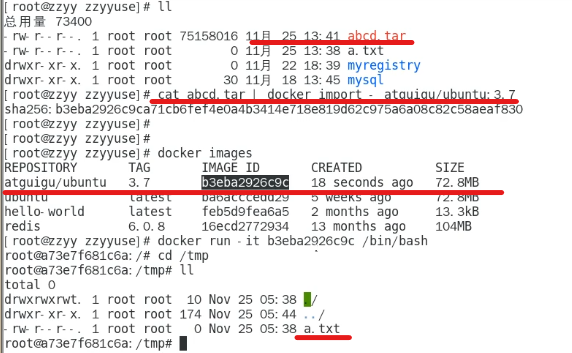 [root@zzyy zzyyuse]# ll
总用量 73400
-rw-r--r--. 1 root root 75158016 11月 25 13:41 abcd.tar
-rw-r--r--. 1 root root        0 11月 25 13:38 a.txt
drwxr-xr-x. 1 root root        0 11月 22 18:39 myregistry
drwxr-xr-x. 1 root root       30 11月 18 13:45 mysql
[root@zzyy zzyyuse]# cat abcd.tar | docker import - atguigu/ubuntu:3.7
sha256:b3eba2926c9ca71cb6fef4e0a4b3414e718e819d62c975a6a08c82c58aeaf830
[root@zzyy zzyyuse]#
[root@zzyy zzyyuse]#
[root@zzyy zzyyuse]# docker images
REPOSITORY TAG IMAGE ID CREATED SIZE
atguigu/ubuntu 3.7 b3eba2926c9c 18 seconds ago 72.8MB
ubuntu latest ba6acccedd29 5 weeks ago 72.8MB
hello-world latest feb5d9fea6a5 2 months ago 13.3kB
redis 6.0.8 16ecd2772934 13 months ago 104MB
[root@zzyy zzyyuse]# docker run -it b3eba2926c9c /bin/bash
root@a73e7f681c6a:/# cd /tmp
root@a73e7f681c6a:/tmp# ll
total 0
drwxrwxrwt. 1 root root  10 Nov 25 05:38 ./
drwxr-xr-x. 1 root root 174 Nov 25 05:44 ../
-rw-r--r--. 1 root root   0 Nov 25 05:38 a.txt
root@a73e7f681c6a:/tmp#